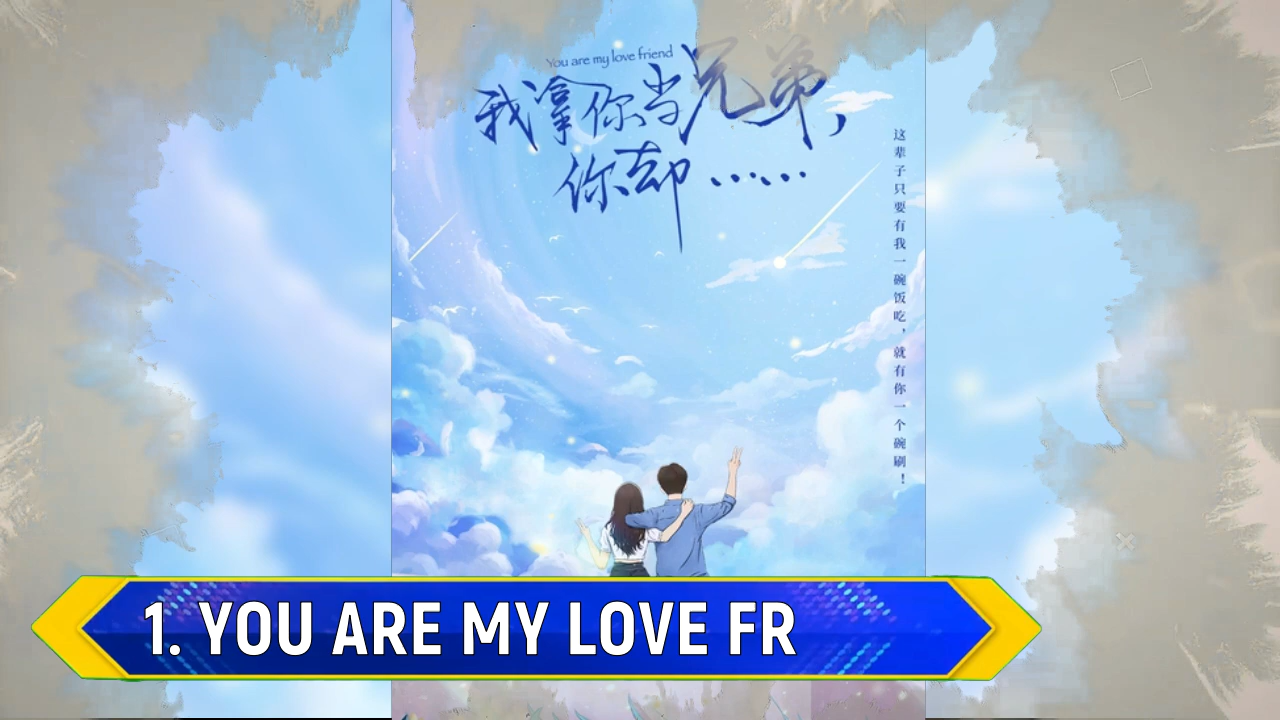 You are my love friend
我拿你当兄弟，
你却……
这辈子只要有我一碗饭吃，就有你一个碗刷！
1. YOU ARE MY LOVE FR